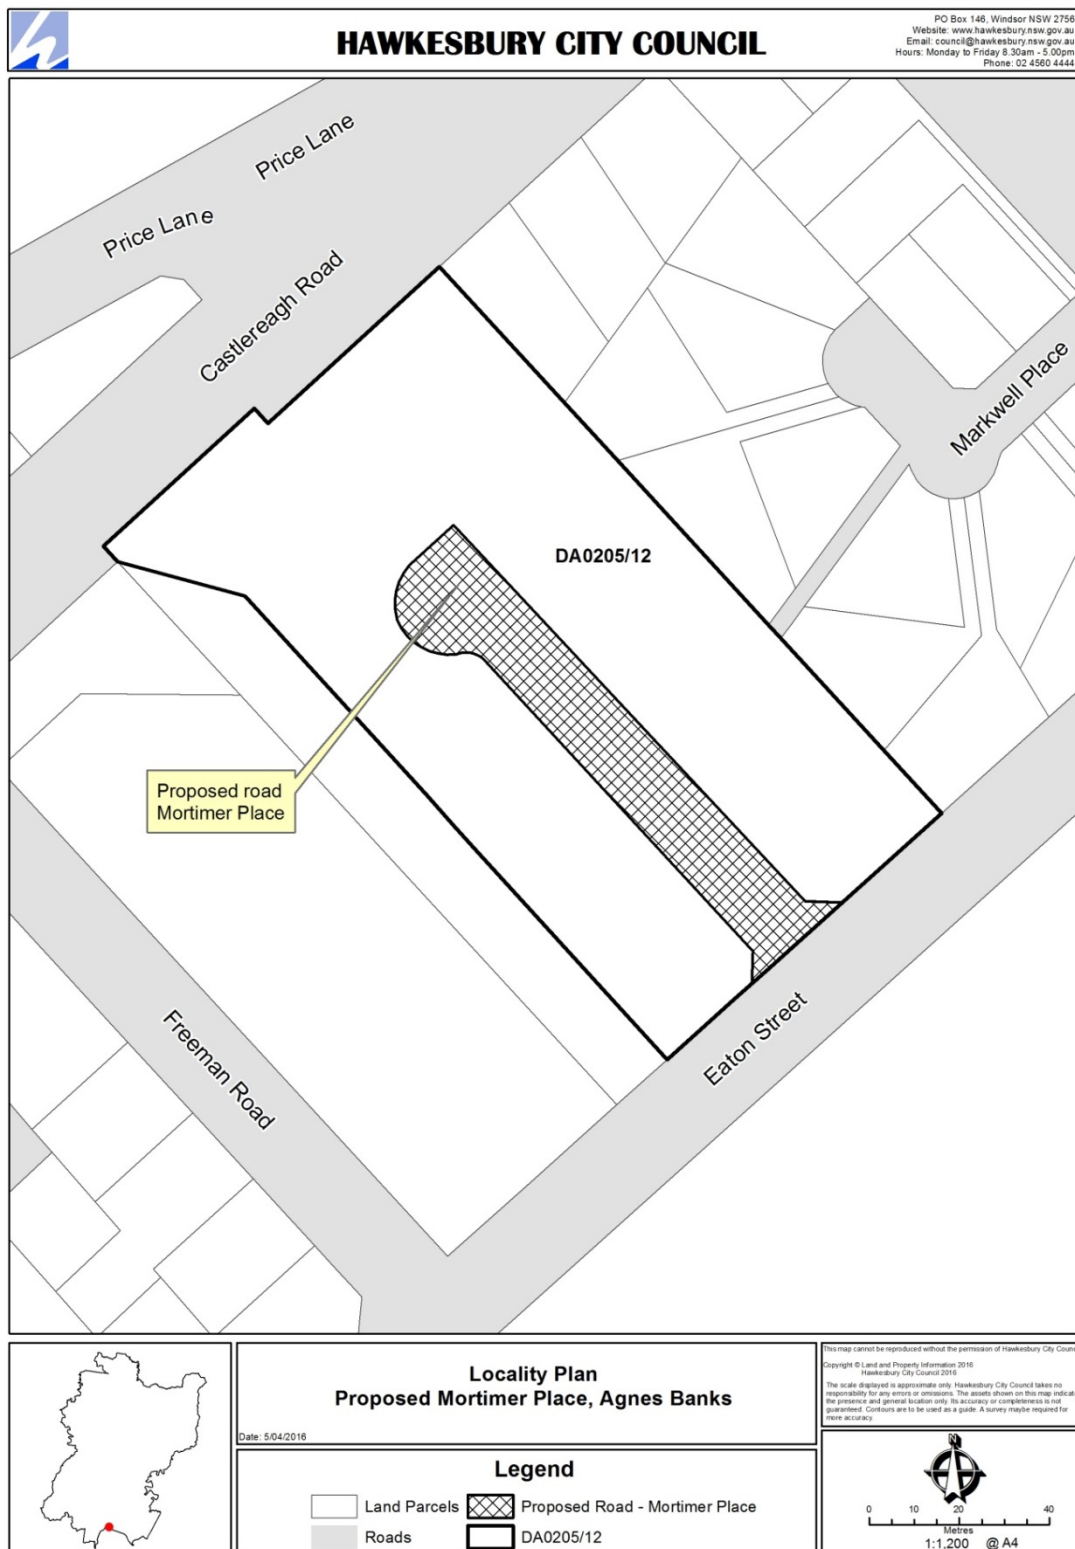 HAWKESBURY CITY COUNCIL
PO Box 146, Windsor NSW 2756
Website: www.hawkesbury.nsw.gov.au
Email: council@hawkesbury.nsw.gov.au
Hours: Monday to Friday 8.30am - 5.00pm
Phone: 02 4560 4444
Price Lane
Price Lane
Castlereagh Road
Markwell Place
DA0205/12
Proposed road
Mortimer Place
Eaton Street
Freeman Road
Locality Plan
Proposed Mortimer Place, Agnes Banks
Date: 5/04/2016
Legend
Land Parcels
Proposed Road - Mortimer Place
Roads
DA0205/12
This map cannot be reproduced without the permission of Hawkesbury City Counc
Copyright © Land and Property Information 2016
Hawkesbury City Council 2016
The scale displayed is approximate only. Hawkesbury City Council takes no
responsibility for any errors or omissions. The assets shown on this map indicate
the presence and general location only. Its accuracy or completeness is not
guaranteed. Contours are to be used as a guide. A survey maybe required for
more accuracy.
N
0 10 20 40
Metres
1:1,200 @ A4